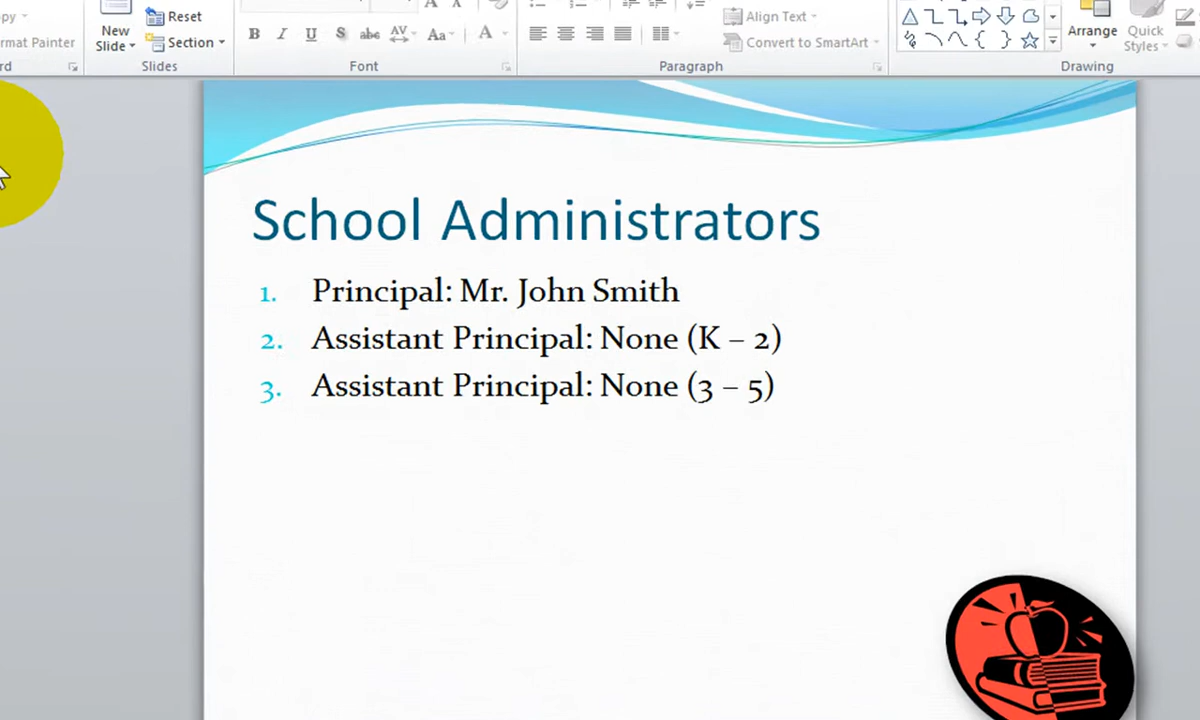 py
Reset
Align Text
rmat Painter
New
Slide
Section
B I U S abc AV Aa A
Convert to SmartArt
Arrange
Quick
Styles
rd
Slides
Font
Paragraph
Drawing
School Administrators
1. Principal: Mr. John Smith
2. Assistant Principal: None (K – 2)
3. Assistant Principal: None (3 – 5)